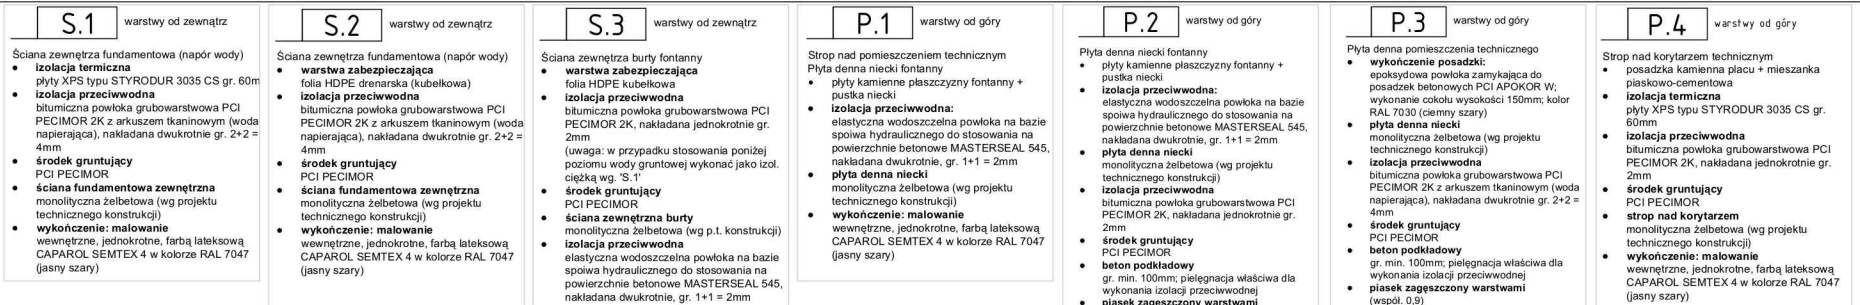 S.1 warstwy od zewnątrz
Ściana zewnętrza fundamentowa (napór wody)
● izolacja termiczna
płyty XPS typu STYRODUR 3035 CS gr. 60m
● izolacja przeciwwodna
bitumiczna powłoka grubowarstwowa PCI
PECIMOR 2K z arkuszem tkaninowym (woda
napierająca), nakładana dwukrotnie gr. 2+2 =
4mm
● środek gruntujący
PCI PECIMOR
● ściana fundamentowa zewnętrzna
monolityczna żelbetowa (wg projektu
technicznego konstrukcji)
● wykończenie: malowanie
wewnętrzne, jednokrotne, farbą lateksową
CAPAROL SEMTEX 4 w kolorze RAL 7047
(jasny szary)
S.2 warstwy od zewnątrz
Ściana zewnętrza fundamentowa (napór wody)
● warstwa zabezpieczająca
folia HDPE drenarska (kubełkowa)
● izolacja przeciwwodna
bitumiczna powłoka grubowarstwowa PCI
PECIMOR 2K z arkuszem tkaninowym (woda
napierająca), nakładana dwukrotnie gr. 2+2 =
4mm
● środek gruntujący
PCI PECIMOR
● ściana fundamentowa zewnętrzna
monolityczna żelbetowa (wg projektu
technicznego konstrukcji)
● wykończenie: malowanie
wewnętrzne, jednokrotne, farbą lateksową
CAPAROL SEMTEX 4 w kolorze RAL 7047
(jasny szary)
S.3 warstwy od zewnątrz
Ściana zewnętrza burty fontanny
● warstwa zabezpieczająca
folia HDPE kubełkowa
● izolacja przeciwwodna
bitumiczna powłoka grubowarstwowa PCI
PECIMOR 2K, nakładana jednokrotnie gr.
2mm
(uwaga: w przypadku stosowania poniżej
poziomu wody gruntowej wykonać jako izol.
ciężką wg. 'S.1'
● środek gruntujący
PCI PECIMOR
● ściana zewnętrzna burty
monolityczna żelbetowa (wg p.t. konstrukcji)
● izolacja przeciwwodna
elastyczna wodoszczelna powłoka na bazie
spoiwa hydraulicznego do stosowania na
powierzchnie betonowe MASTERSEAL 545,
nakładana dwukrotnie, gr. 1+1 = 2mm
P.1 warstwy od góry
Strop nad pomieszczeniem technicznym
Płyta denna niecki fontanny
● płyty kamienne płaszczyzny fontanny +
pustka niecki
● izolacja przeciwwodna:
elastyczna wodoszczelna powłoka na bazie
spoiwa hydraulicznego do stosowania na
powierzchnie betonowe MASTERSEAL 545,
nakładana dwukrotnie, gr. 1+1 = 2mm
● płyta denna niecki
monolityczna żelbetowa (wg projektu
technicznego konstrukcji)
● wykończenie: malowanie
wewnętrzne, jednokrotne, farbą lateksową
CAPAROL SEMTEX 4 w kolorze RAL 7047
(jasny szary)
P.2 warstwy od góry
Płyta denna niecki fontanny
● płyty kamienne płaszczyzny fontanny +
pustka niecki
● izolacja przeciwwodna:
elastyczna wodoszczelna powłoka na bazie
spoiwa hydraulicznego do stosowania na
powierzchnie betonowe MASTERSEAL 545,
nakładana dwukrotnie, gr. 1+1 = 2mm
● płyta denna niecki
monolityczna żelbetowa (wg projektu
technicznego konstrukcji)
● izolacja przeciwwodna
bitumiczna powłoka grubowarstwowa PCI
PECIMOR 2K, nakładana jednokrotnie gr.
2mm
● środek gruntujący
PCI PECIMOR
● beton podkładowy
gr. min. 100mm; pielęgnacja właściwa dla
wykonania izolacji przeciwwodnej
● piasek zagęszczony warstwami
P.3 warstwy od góry
Płyta denna pomieszczenia technicznego
● wykończenie posadzki:
epoksydowa powłoka zamykająca do
posadzek betonowych PCI APOKOR W;
wykonanie cokołu wysokości 150mm; kolor
RAL 7030 (ciemny szary)
● płyta denna niecki
monolityczna żelbetowa (wg projektu
technicznego konstrukcji)
● izolacja przeciwwodna
bitumiczna powłoka grubowarstwowa PCI
PECIMOR 2K z arkuszem tkaninowym (woda
napierająca), nakładana dwukrotnie gr. 2+2 =
4mm
● środek gruntujący
PCI PECIMOR
● beton podkładowy
gr. min. 100mm; pielęgnacja właściwa dla
wykonania izolacji przeciwwodnej
● piasek zagęszczony warstwami
(współ. 0,9)
P.4 warstwy od góry
Strop nad korytarzem technicznym
● posadzka kamienna placu + mieszanka
piaskowo-cementowa
● izolacja termiczna
płyty XPS typu STYRODUR 3035 CS gr.
60mm
● izolacja przeciwwodna
bitumiczna powłoka grubowarstwowa PCI
PECIMOR 2K, nakładana jednokrotnie gr.
2mm
● środek gruntujący
PCI PECIMOR
● strop nad korytarzem
monolityczna żelbetowa (wg projektu
technicznego konstrukcji)
● wykończenie: malowanie
wewnętrzne, jednokrotne, farbą lateksową
CAPAROL SEMTEX 4 w kolorze RAL 7047
(jasny szary)